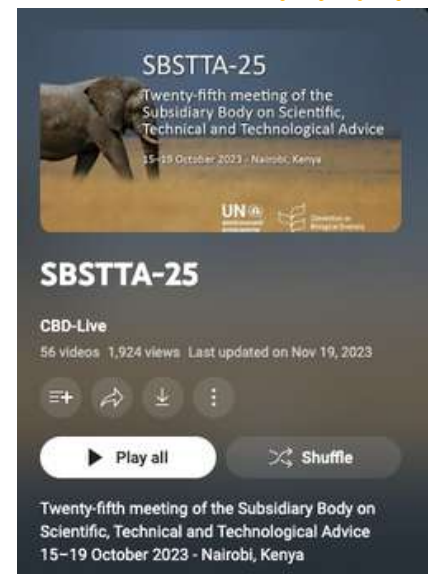 SBSTTA-25
Twenty-fifth meeting of the
Subsidiary Body on Scientific,
Technical and Technological Advice
15–19 October 2023 - Nairobi, Kenya
UN
Convention on
Biological Diversity
SBSTTA-25
CBD-Live
56 videos 1,924 views Last updated on Nov 19, 2023
Play all
Shuffle
Twenty-fifth meeting of the Subsidiary Body on
Scientific, Technical and Technological Advice
15–19 October 2023 - Nairobi, Kenya